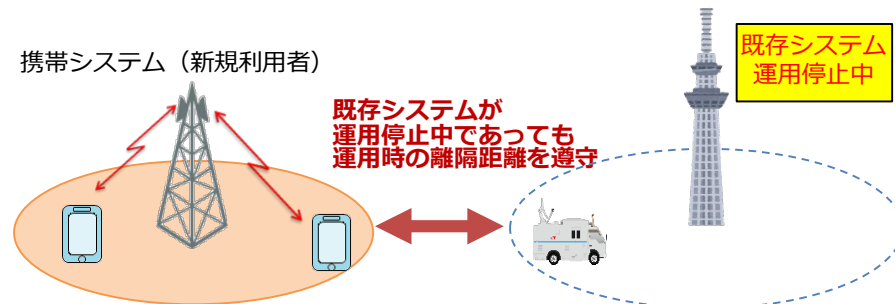 携帯システム（新規利用者）
既存システムが
運用停止中であっても
運用時の離隔距離を遵守
既存システム
運用停止中